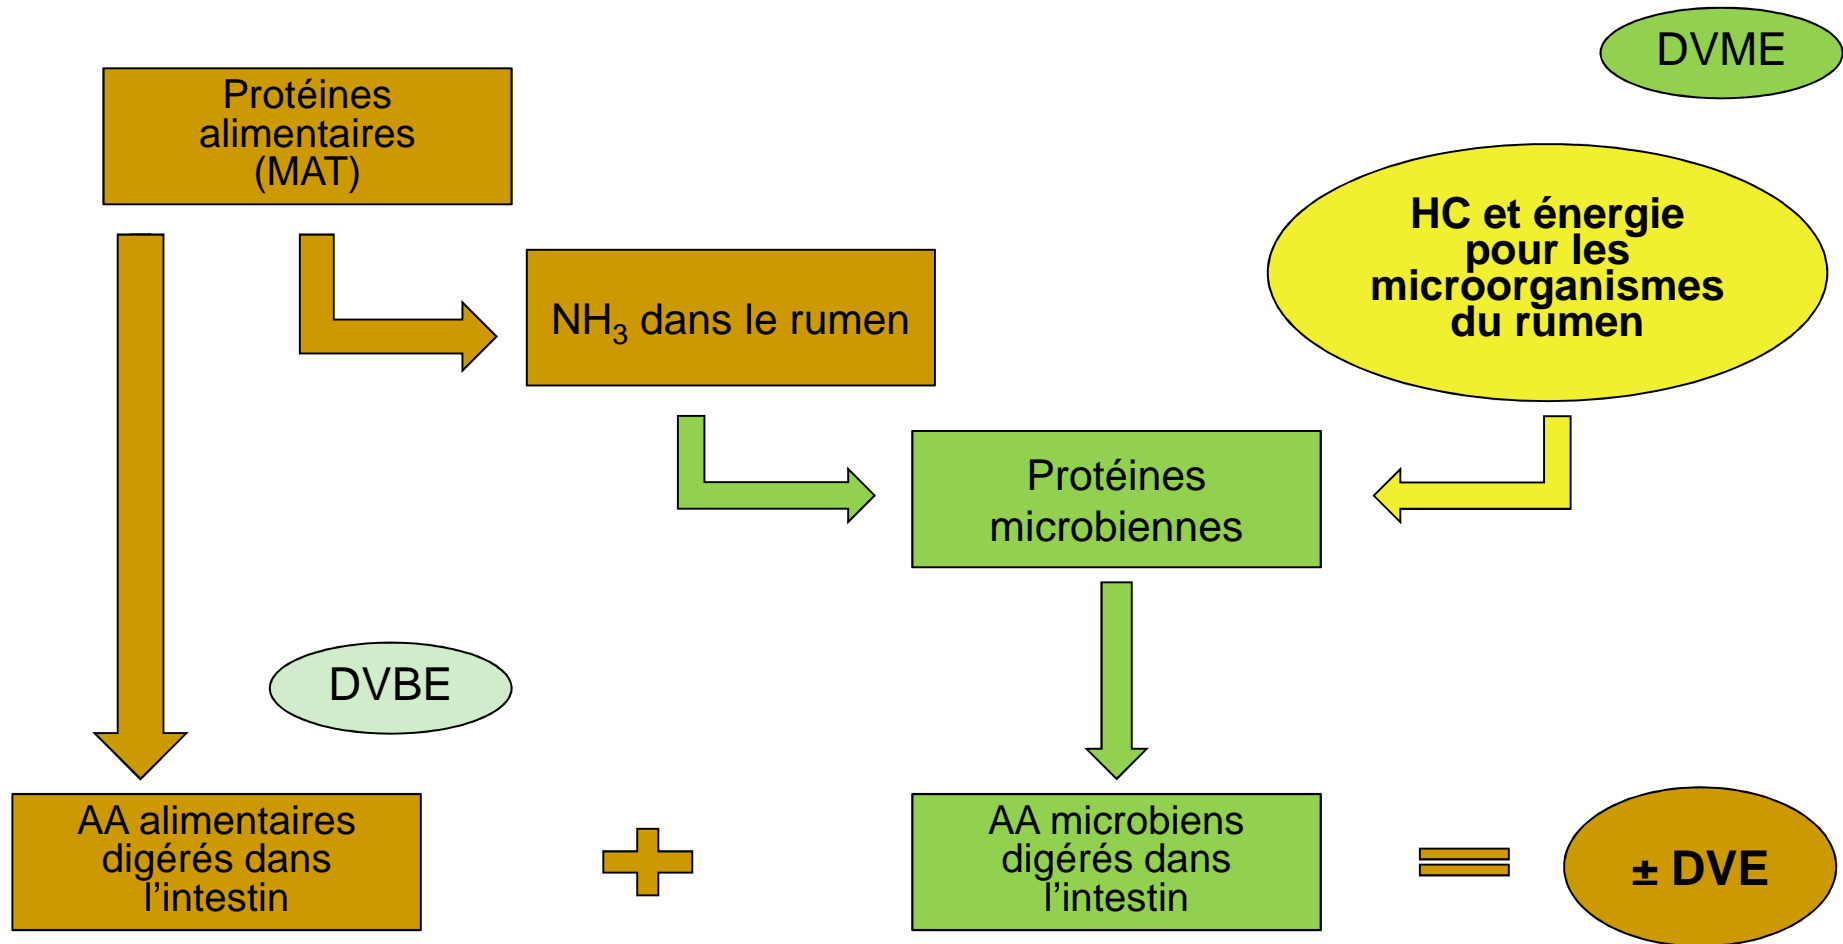 DVME
Protéines
alimentaires
(MAT)
HC et énergie
pour les
microorganismes
du rumen
NH₃ dans le rumen
Protéines
microbiennes
DVBE
AA alimentaires
digérés dans
l'intestin
AA microbiens
digérés dans
l'intestin
± DVE